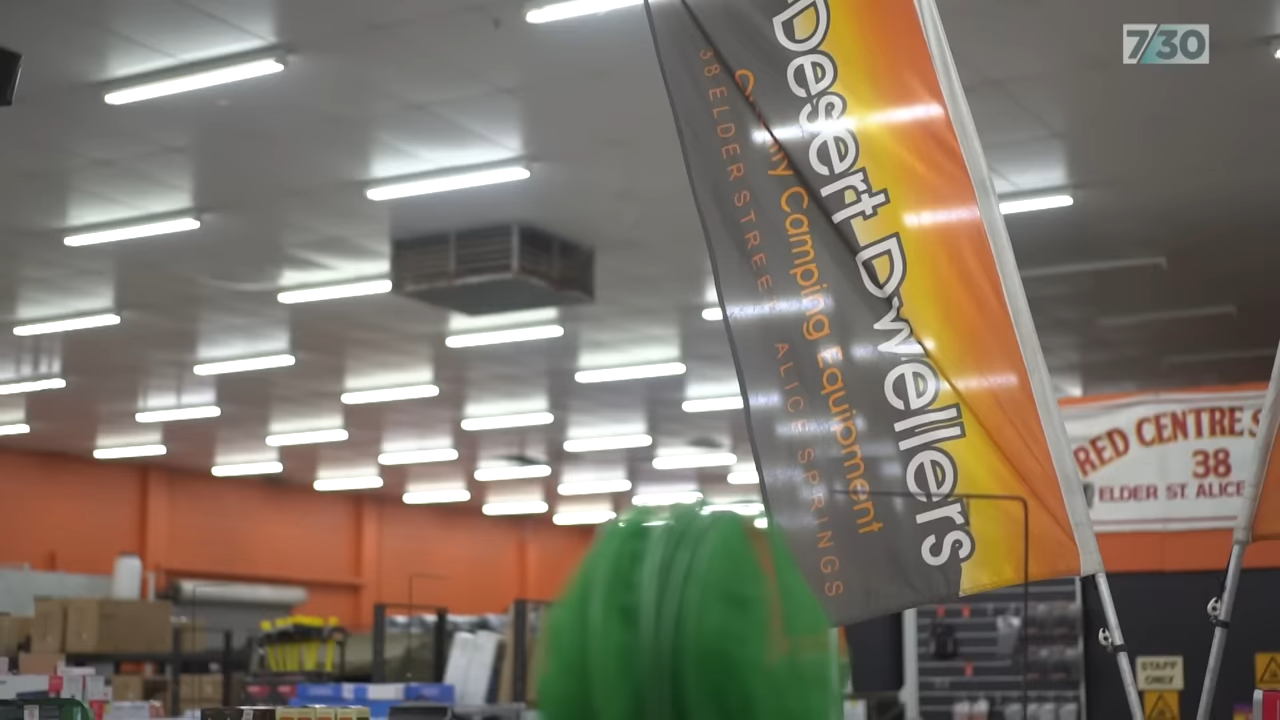 7/30
Desert Dwellers
Quality Camping Equipment
38 ELDER STREET ALICE SPRINGS
RED CENTRE
38
ELDER ST. ALICE
STAFF
ONLY